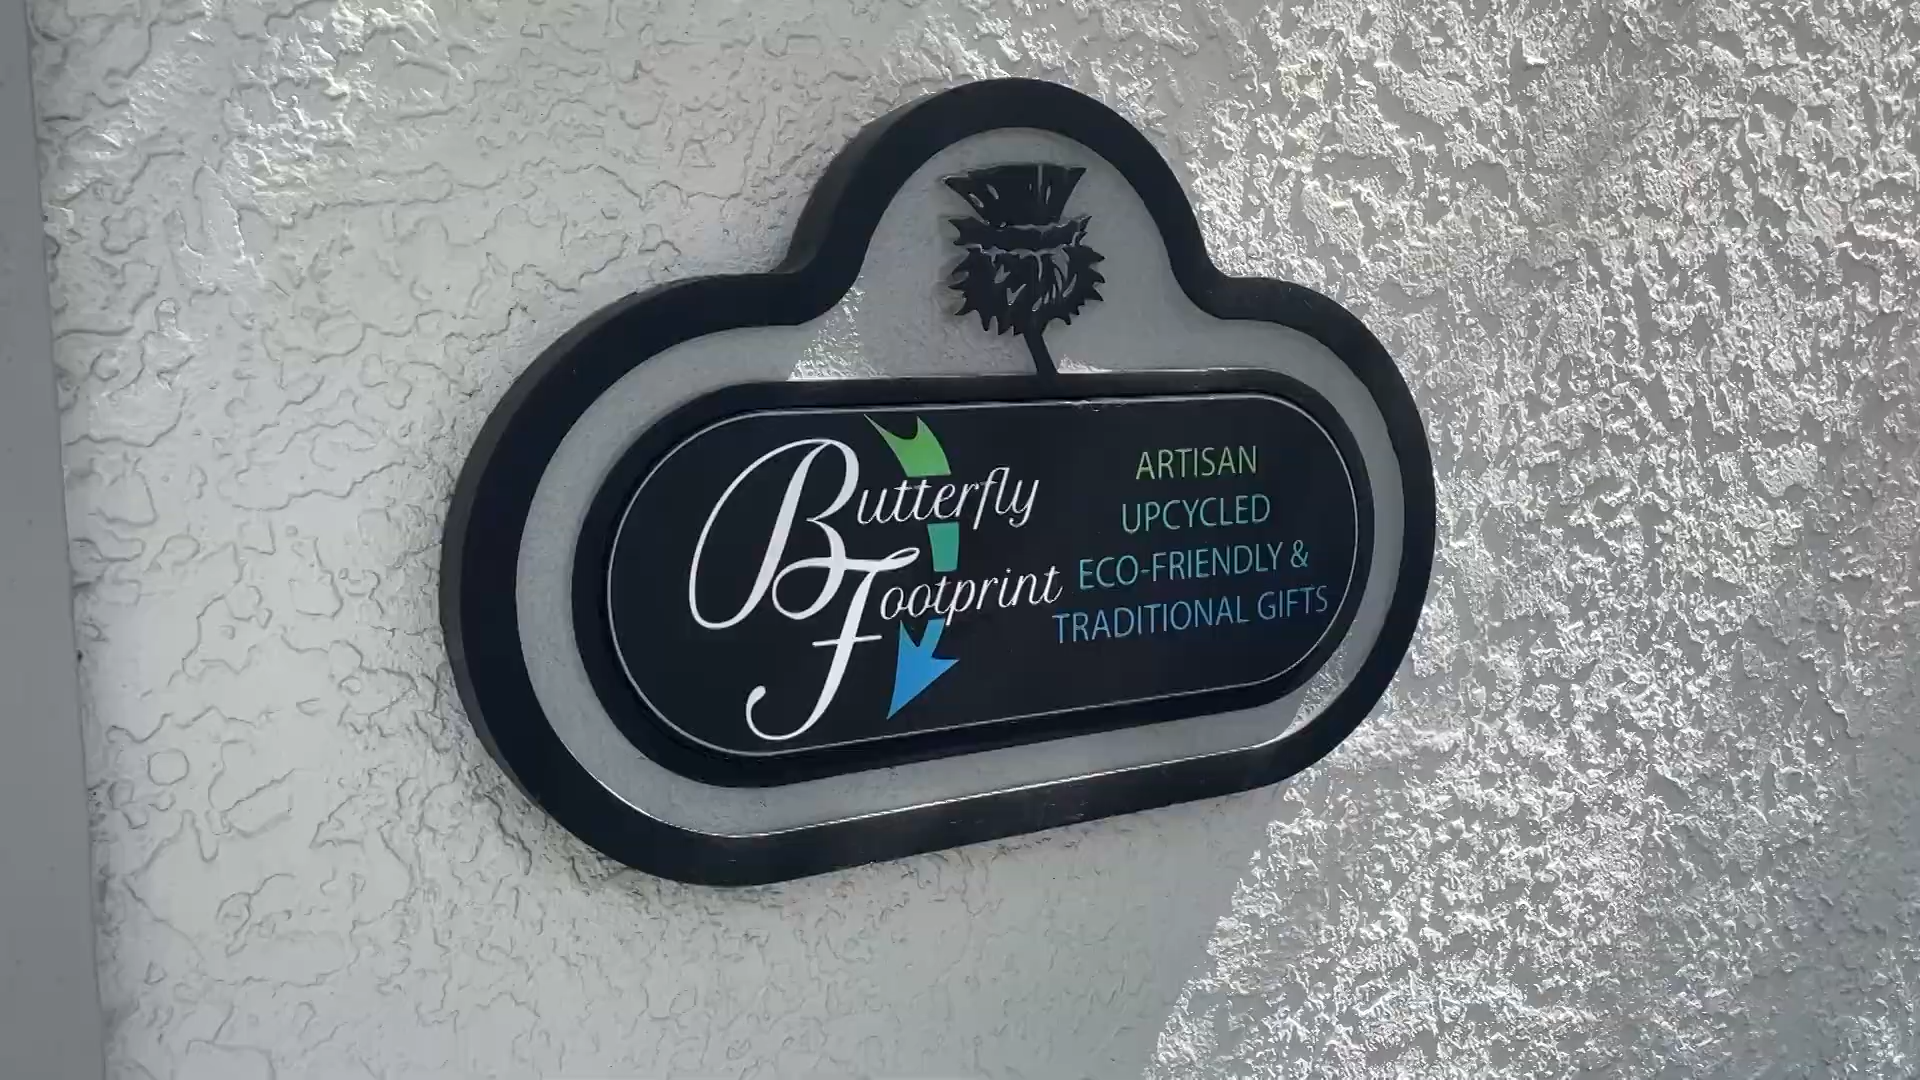 Butterfly
Footprint
ARTISAN
UPCYCLED
ECO-FRIENDLY &
TRADITIONAL GIFTS